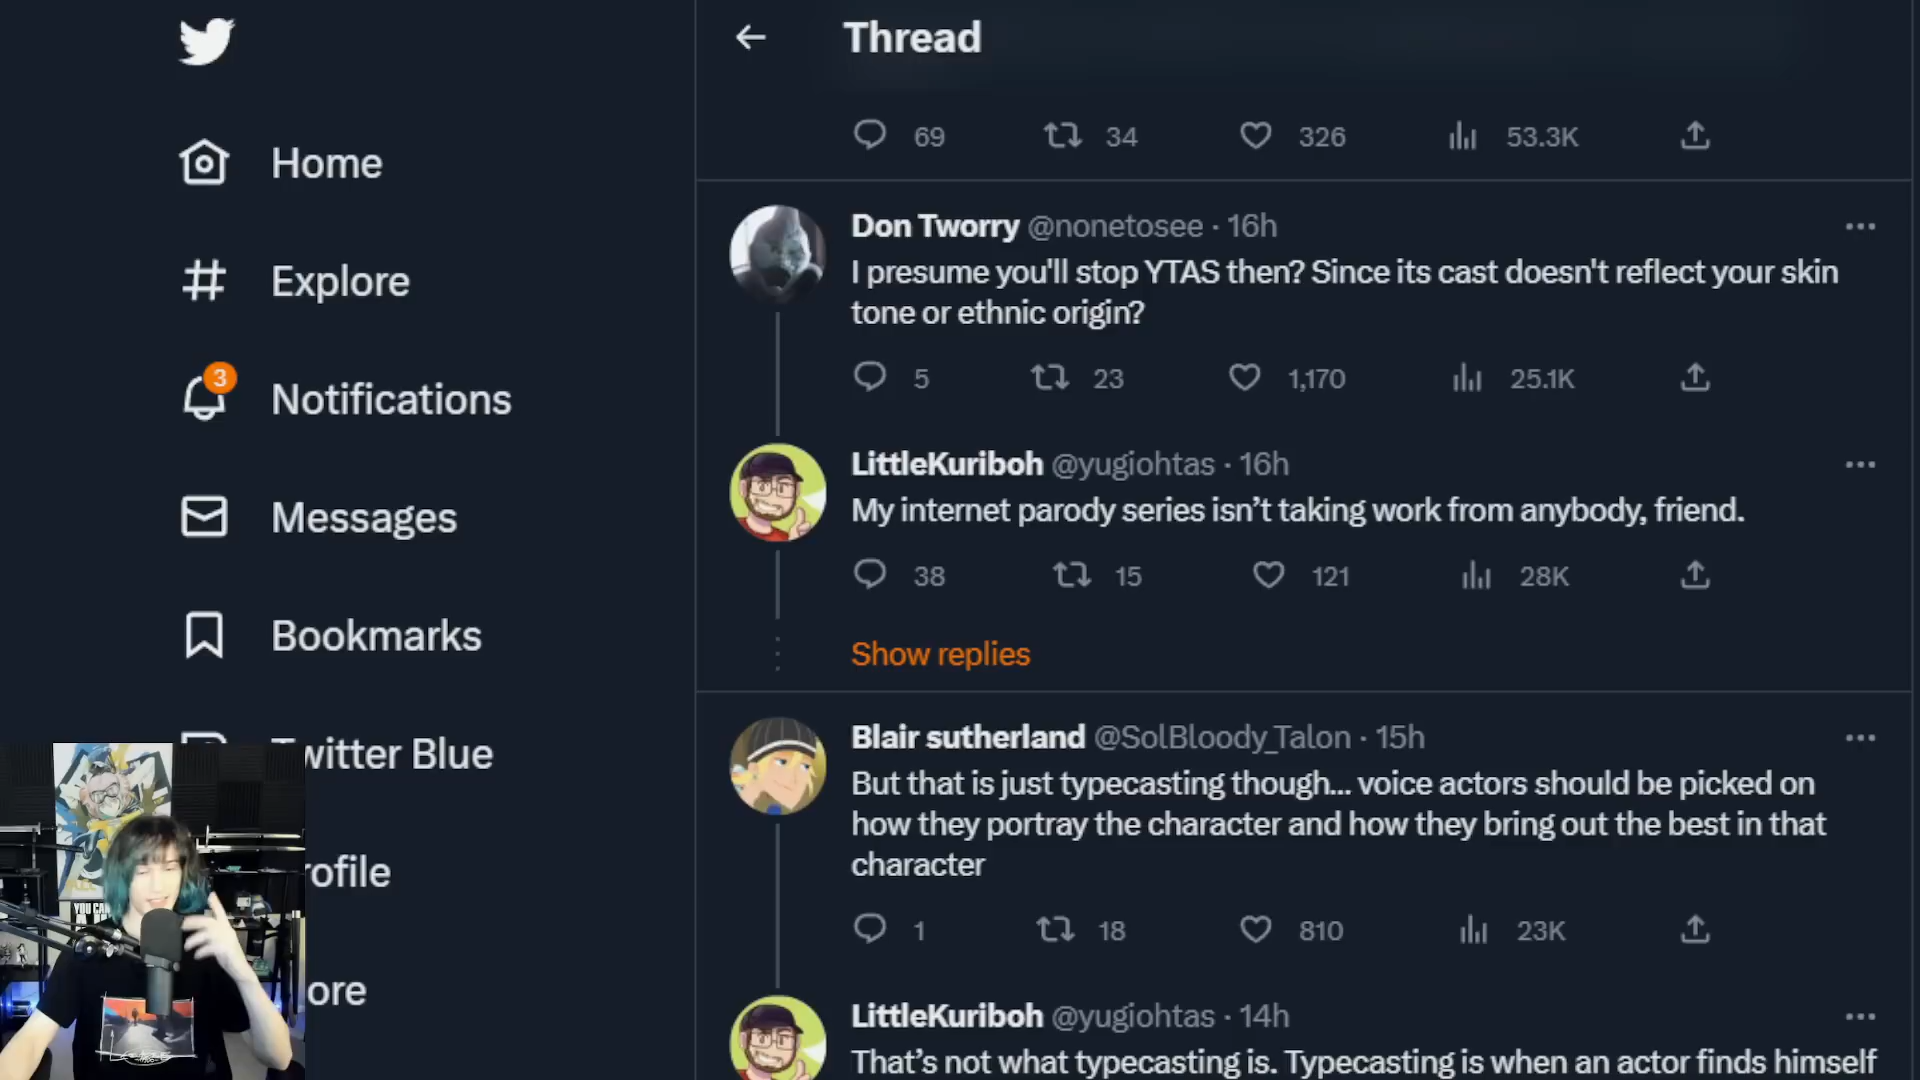 Thread
69 34 326 53.3K
Home
Explore
3
Notifications
Messages
Bookmarks
witter Blue
rofile
ore
Don Tworry @nonetosee · 16h
I presume you'll stop YTAS then? Since its cast doesn't reflect your skin
tone or ethnic origin?
5 23 1,170 25.1K
LittleKuriboh @yugiohtas · 16h
My internet parody series isn't taking work from anybody, friend.
38 15 121 28K
Show replies
Blair sutherland @SolBloody_Talon · 15h
But that is just typecasting though... voice actors should be picked on
how they portray the character and how they bring out the best in that
character
1 18 810 23K
LittleKuriboh @yugiohtas · 14h
That's not what typecasting is. Typecasting is when an actor finds himself
YOU CAN